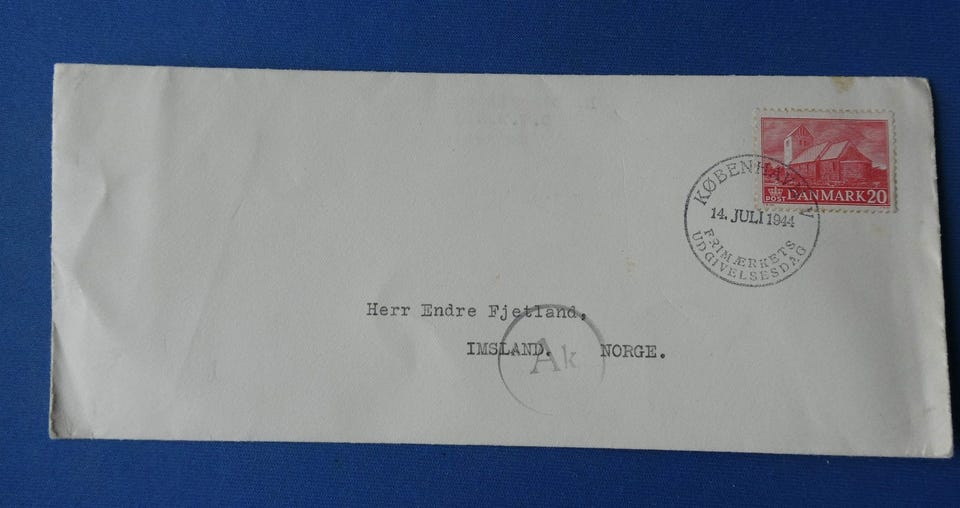 POST DANMARK 20
KØBENHAVN V
14. JULI 1944
FRIMÆRKETS
UDGIVELSESDAG
Herr Endre Fjetland,
IMSLAND. NORGE.
Ak